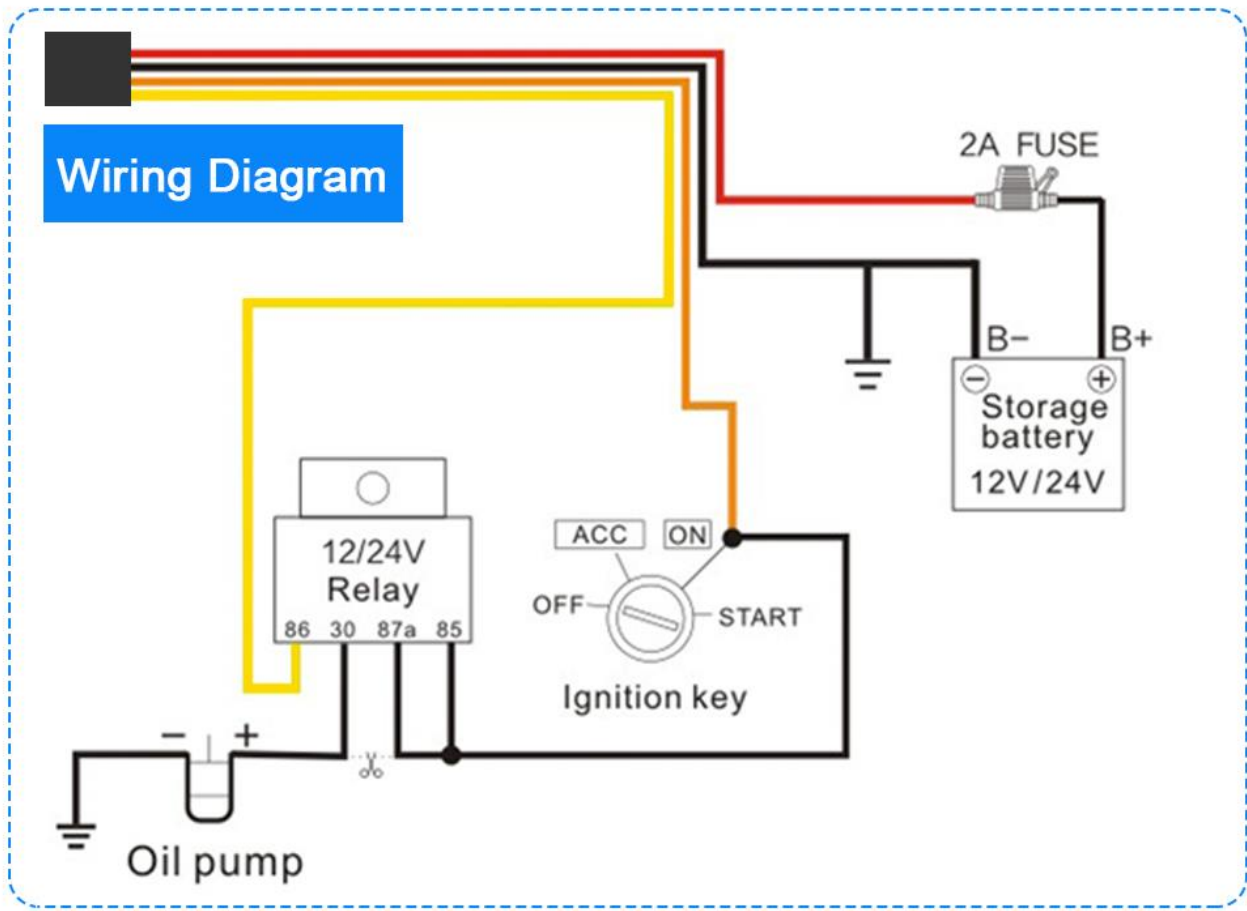 Wiring Diagram
2A FUSE
B−
B+
− +
Storage
battery
12V/24V
ACC
ON
OFF
START
Ignition key
12/24V
Relay
86 30 87a 85
− +
Oil pump